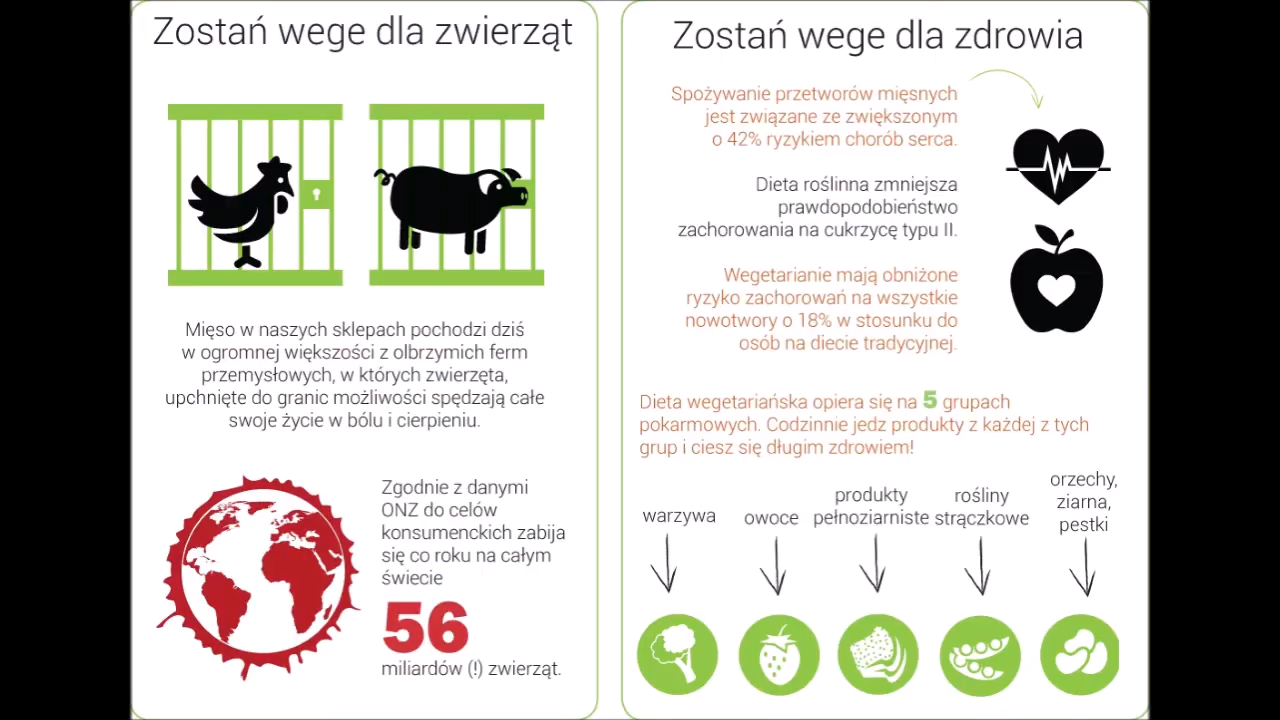 Zostań wege dla zwierząt
Mięso w naszych sklepach pochodzi dziś
w ogromnej większości z olbrzymich ferm
przemysłowych, w których zwierzęta,
upchnięte do granic możliwości spędzają całe
swoje życie w bólu i cierpieniu.
Zgodnie z danymi
ONZ do celów
konsumenckich zabija
się co roku na całym
świecie
56
miliardów (!) zwierząt.
Zostań wege dla zdrowia
Spożywanie przetworów mięsnych
jest związane ze zwiększonym
o 42% ryzykiem chorób serca.
Dieta roślinna zmniejsza
prawdopodobieństwo
zachorowania na cukrzycę typu II.
Wegetarianie mają obniżone
ryzyko zachorowań na wszystkie
nowotwory o 18% w stosunku do
osób na diecie tradycyjnej.
Dieta wegetariańska opiera się na 5 grupach
pokarmowych. Codzinnie jedz produkty z każdej z tych
grup i ciesz się długim zdrowiem!
warzywa
owoce
produkty
pełnoziarniste
rośliny
strączkowe
orzechy,
ziarna,
pestki